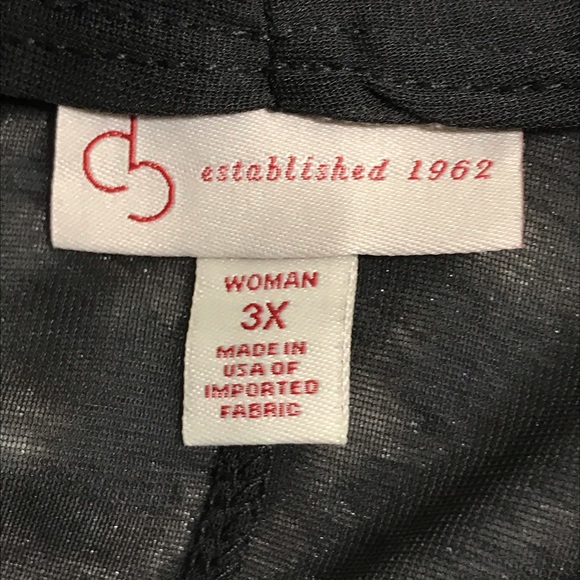 established 1962
WOMAN
3X
MADE IN
USA OF
IMPORTED
FABRIC